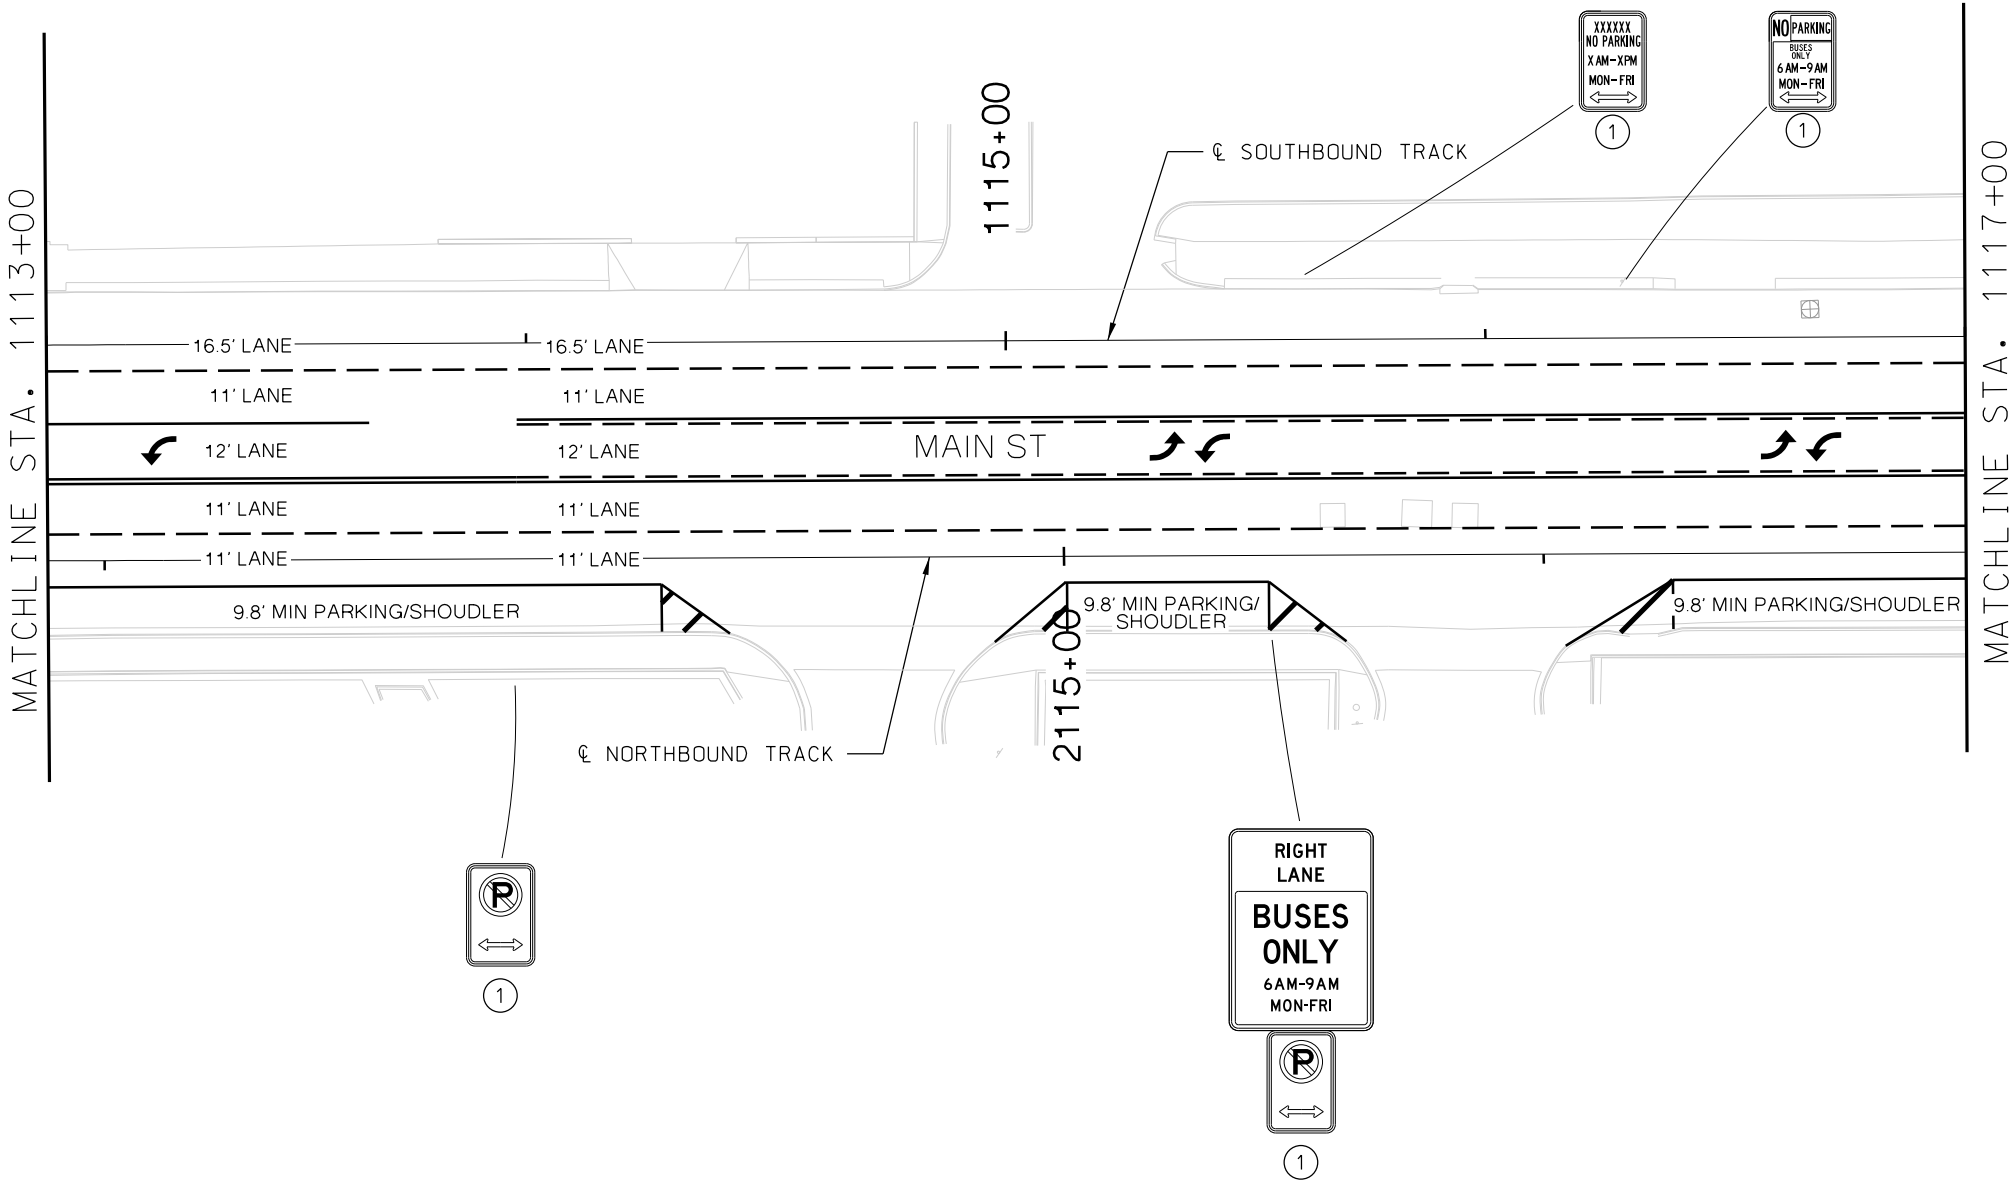 XXXXXX
NO PARKING
X AM-XPM
MON-FRI
1
NO PARKING
BUSES
ONLY
6 AM-9 AM
MON-FRI
1
1115+00
℄ SOUTHBOUND TRACK
MATCHLINE STA. 1113+00
MATCHLINE STA. 1117+00
16.5' LANE
16.5' LANE
11' LANE
11' LANE
12' LANE
12' LANE
MAIN ST
11' LANE
11' LANE
11' LANE
11' LANE
9.8' MIN PARKING/SHOUDLER
9.8' MIN PARKING/
SHOUDLER
9.8' MIN PARKING/SHOUDLER
2115+00
℄ NORTHBOUND TRACK
P
1
RIGHT
LANE
BUSES
ONLY
6AM-9AM
MON-FRI
P
1